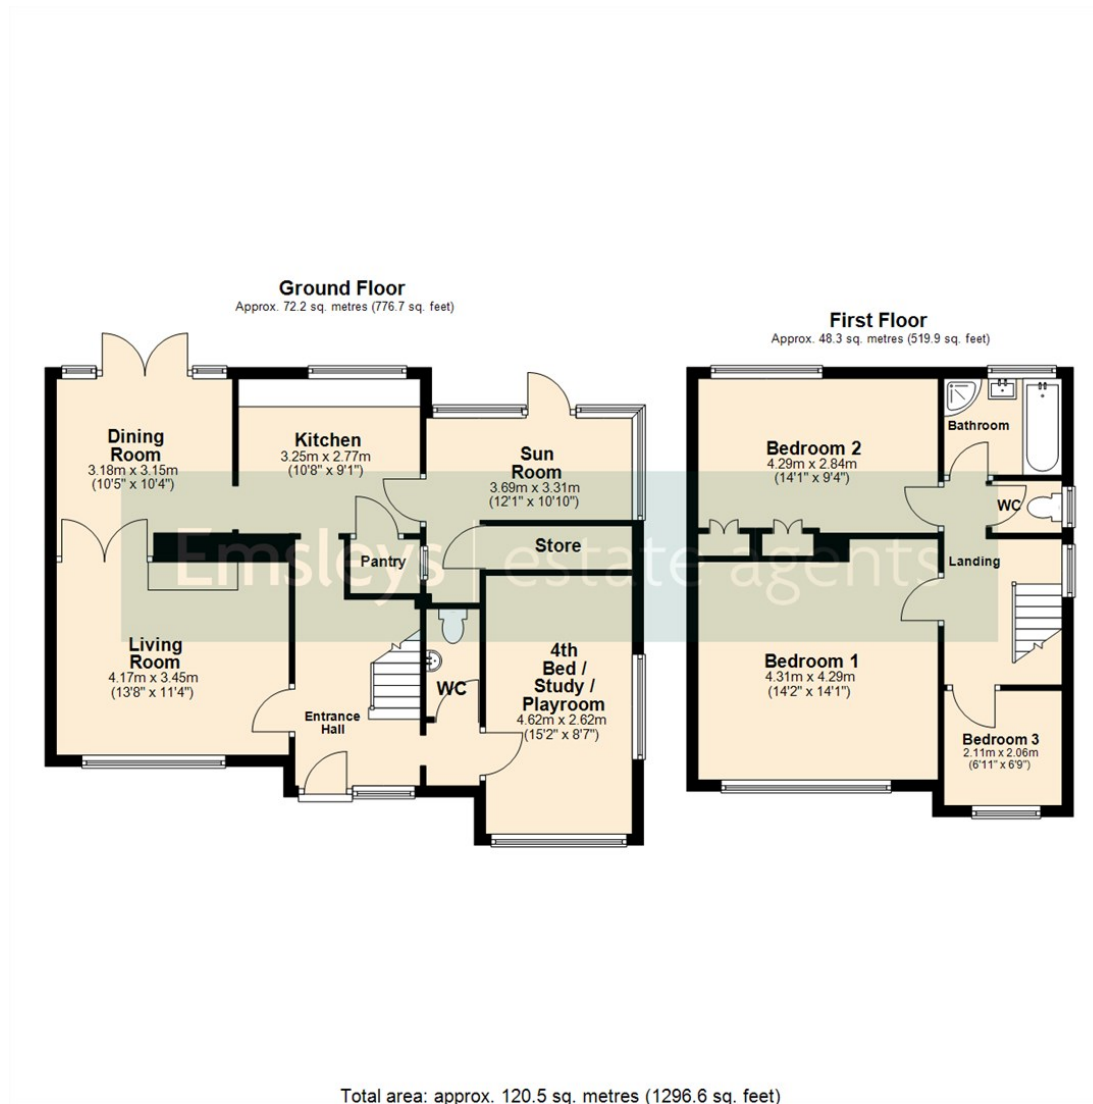 Ground Floor
Approx. 72.2 sq. metres (776.7 sq. feet)
Dining
Room
3.18m x 3.15m
(10'5" x 10'4")
Kitchen
3.25m x 2.77m
(10'8" x 9'1")
Sun
Room
3.69m x 3.31m
(12'1" x 10'10")
Store
Pantry
Living
Room
4.17m x 3.45m
(13'8" x 11'4")
Entrance
Hall
WC
4th
Bed /
Study /
Playroom
4.62m x 2.62m
(15'2" x 8'7")
First Floor
Approx. 48.3 sq. metres (519.9 sq. feet)
Bedroom 2
4.29m x 2.84m
(14'1" x 9'4")
Bathroom
WC
Landing
Bedroom 1
4.31m x 4.29m
(14'2" x 14'1")
Bedroom 3
2.11m x 2.06m
(6'11" x 6'9")
Emsleys | estate agents
Total area: approx. 120.5 sq. metres (1296.6 sq. feet)